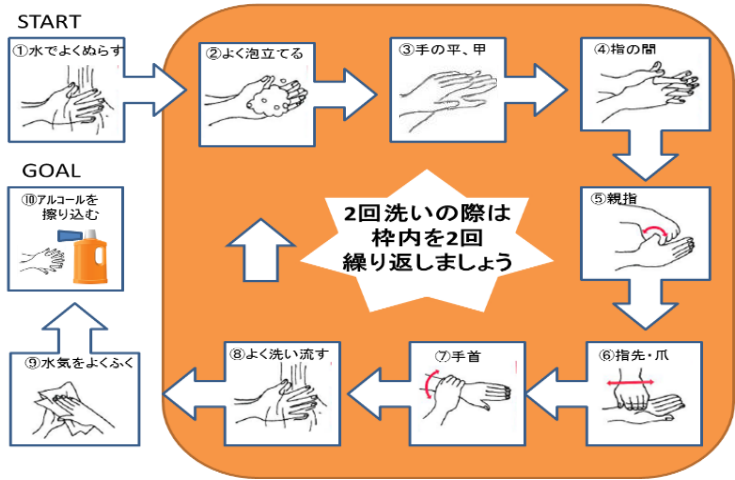 START
①水でよくぬらす
②よく泡立てる
③手の平、甲
④指の間
⑤親指
⑥指先・爪
⑦手首
⑧よく洗い流す
⑨水気をよくふく
GOAL
⑩アルコールを
擦り込む
2回洗いの際は
枠内を2回
繰り返しましょう